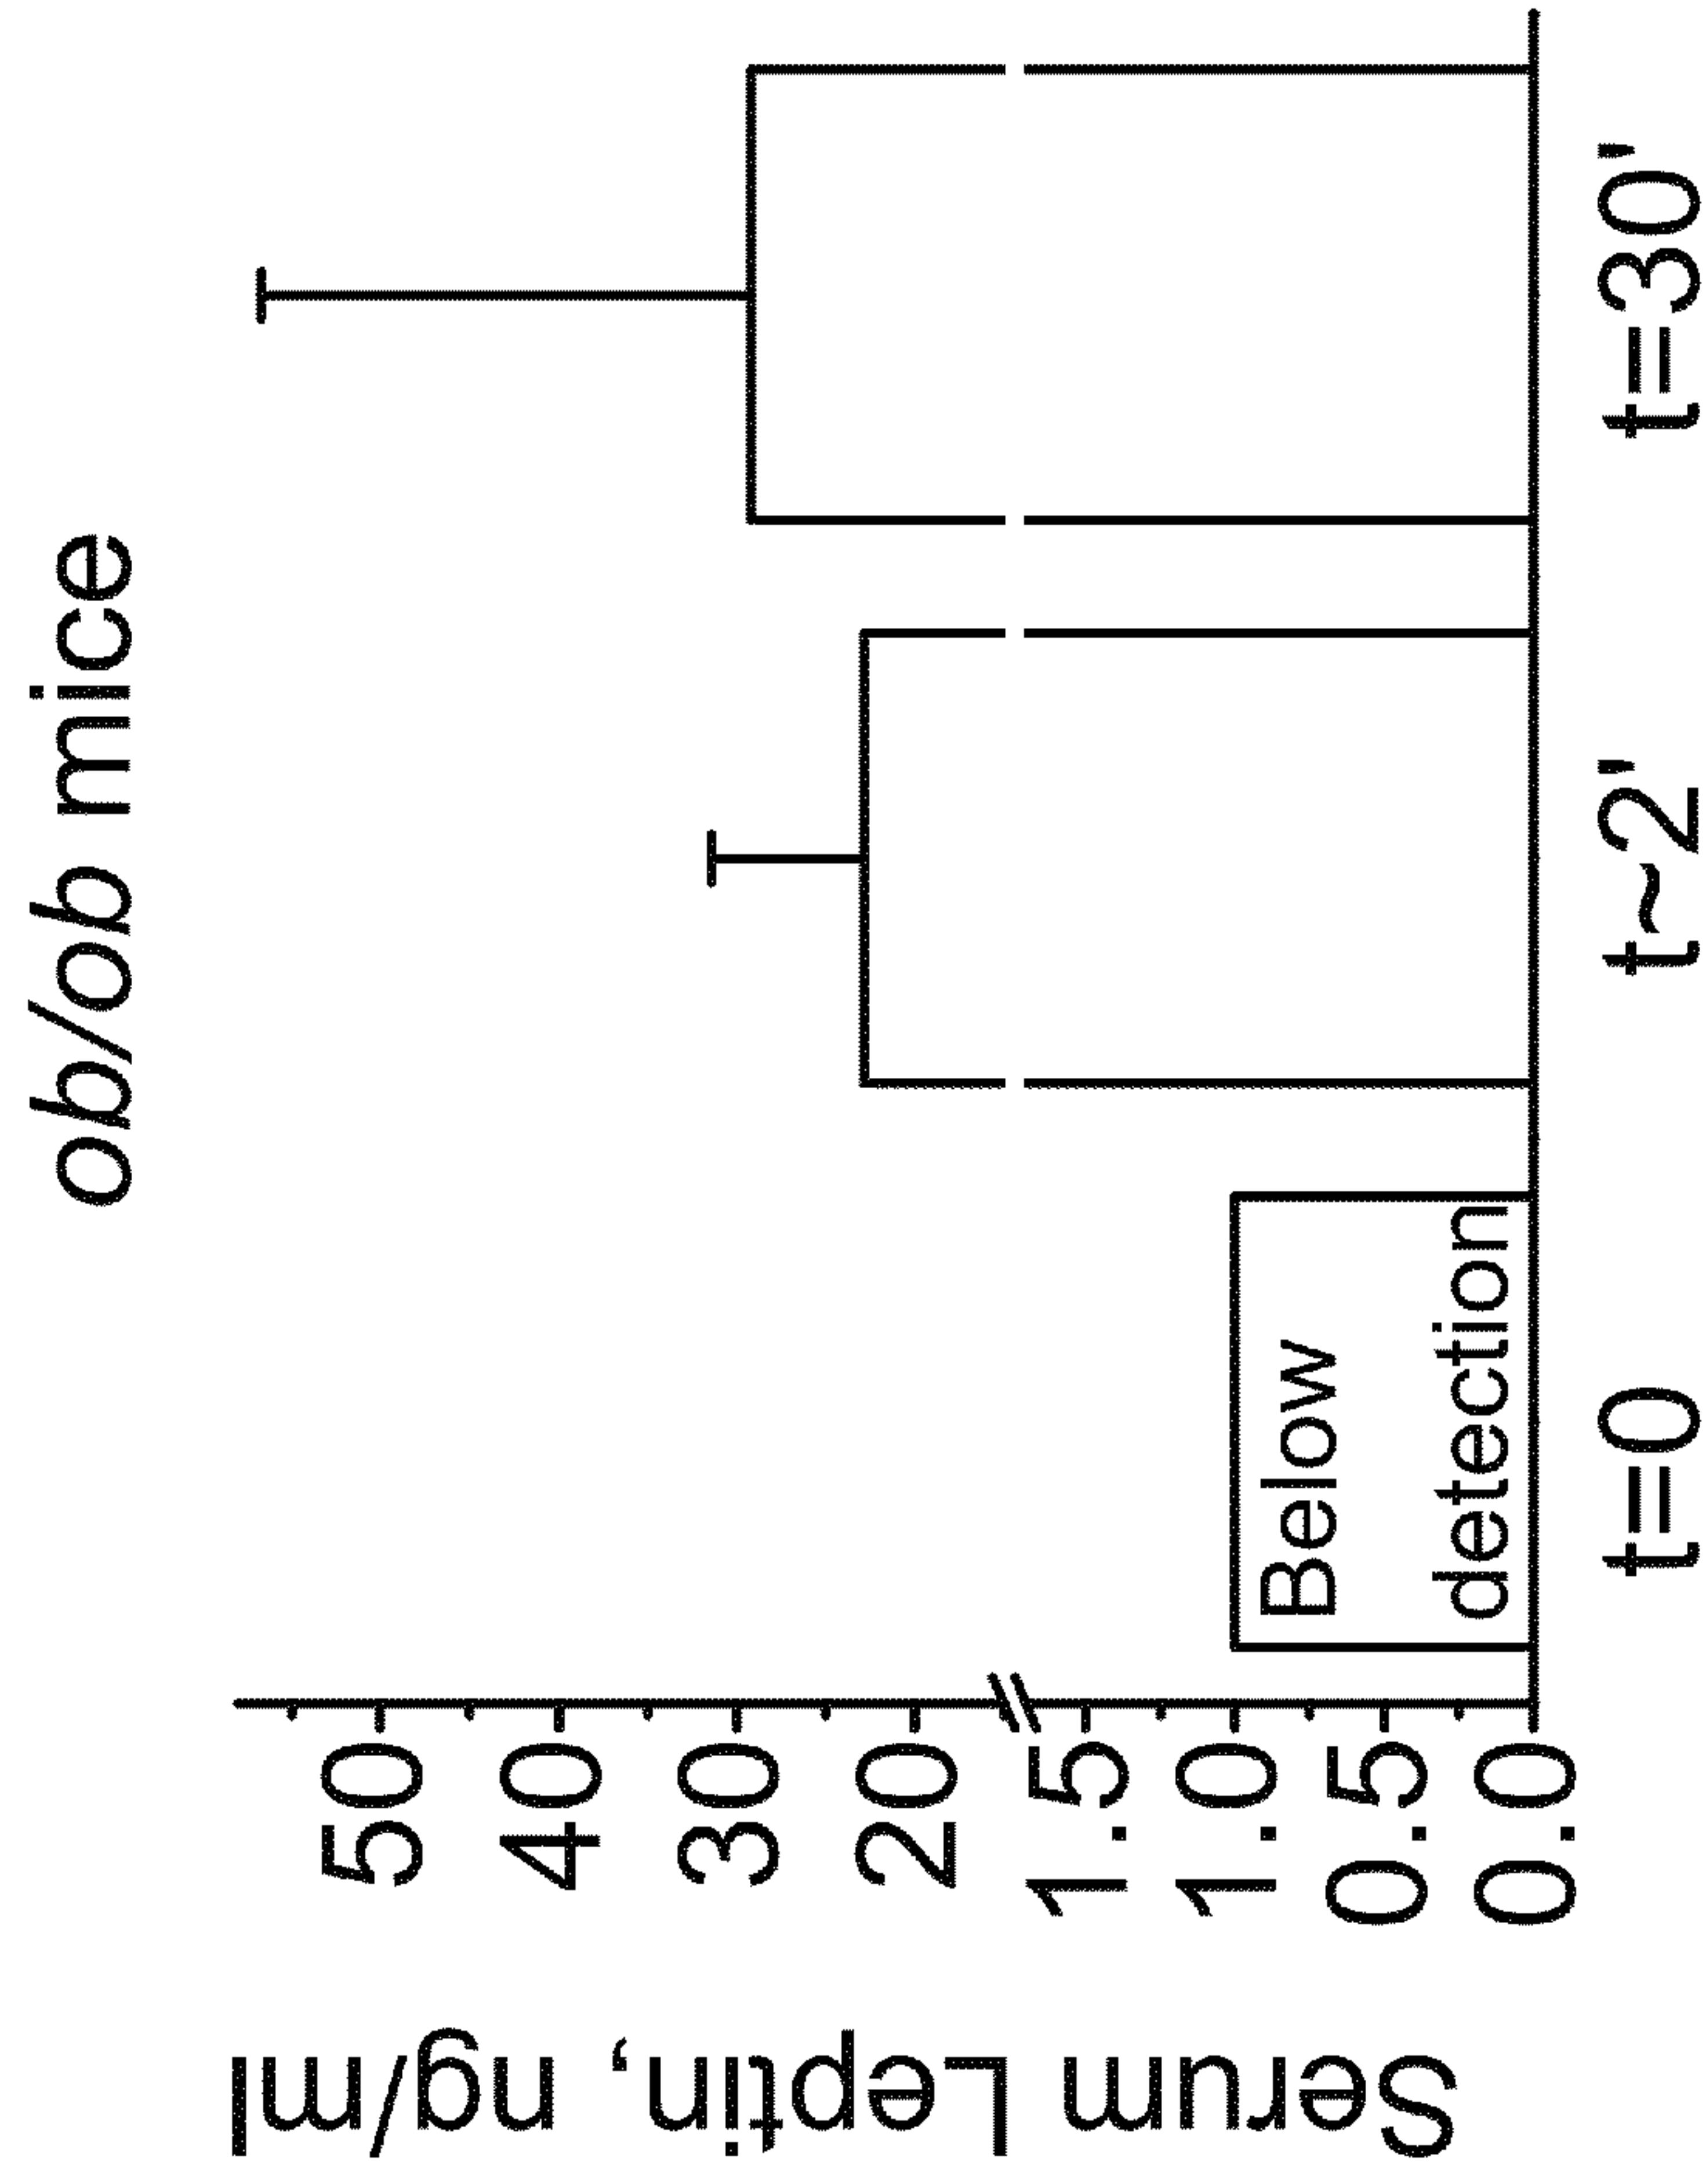 ob/ob mice
Serum Leptin, ng/ml
50
40
30
20
1.5
1.0
0.5
0.0
Below
detection
t=0
t~2'
t=30'